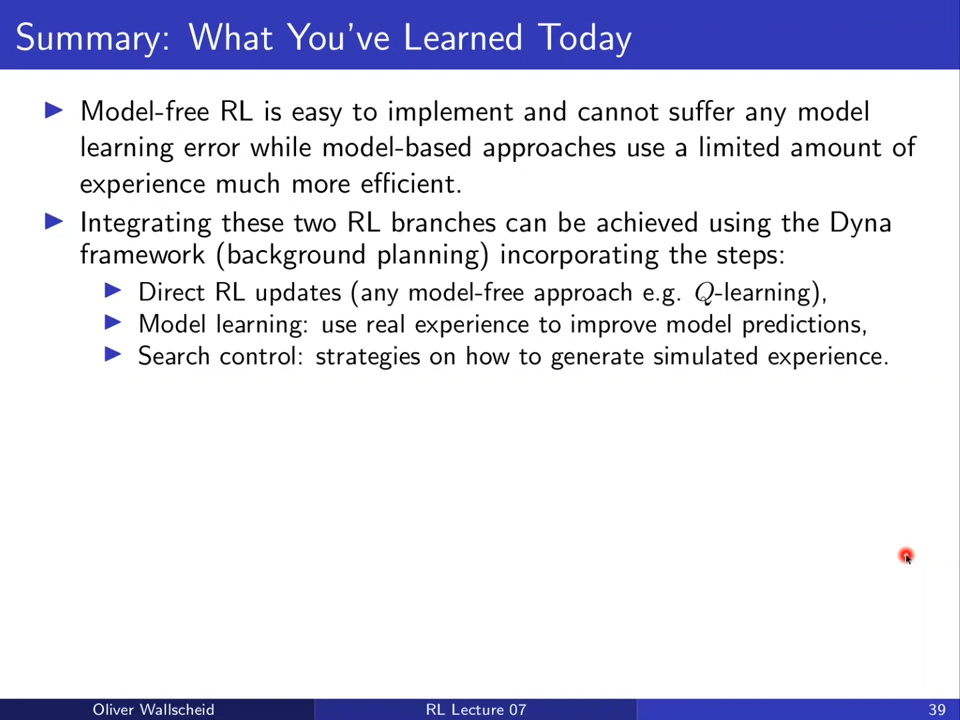 Summary: What You've Learned Today
Model-free RL is easy to implement and cannot suffer any model
learning error while model-based approaches use a limited amount of
experience much more efficient.
Integrating these two RL branches can be achieved using the Dyna
framework (background planning) incorporating the steps:
Direct RL updates (any model-free approach e.g. Q-learning),
Model learning: use real experience to improve model predictions,
Search control: strategies on how to generate simulated experience.
Oliver Wallscheid
RL Lecture 07
39